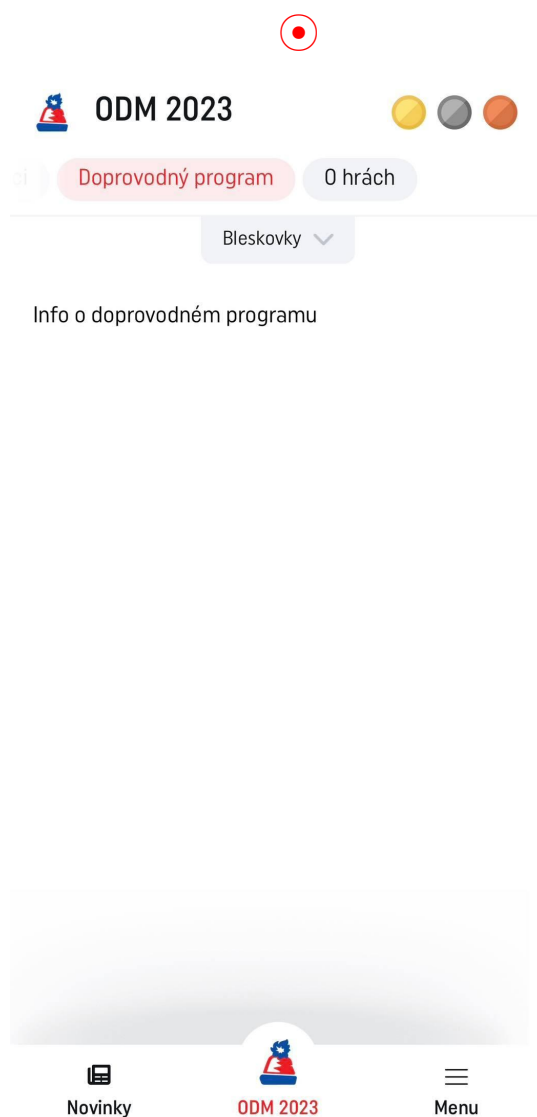 ODM 2023
Doprovodný program
O hrách
Bleskovky
Info o doprovodném programu
Novinky
ODM 2023
Menu